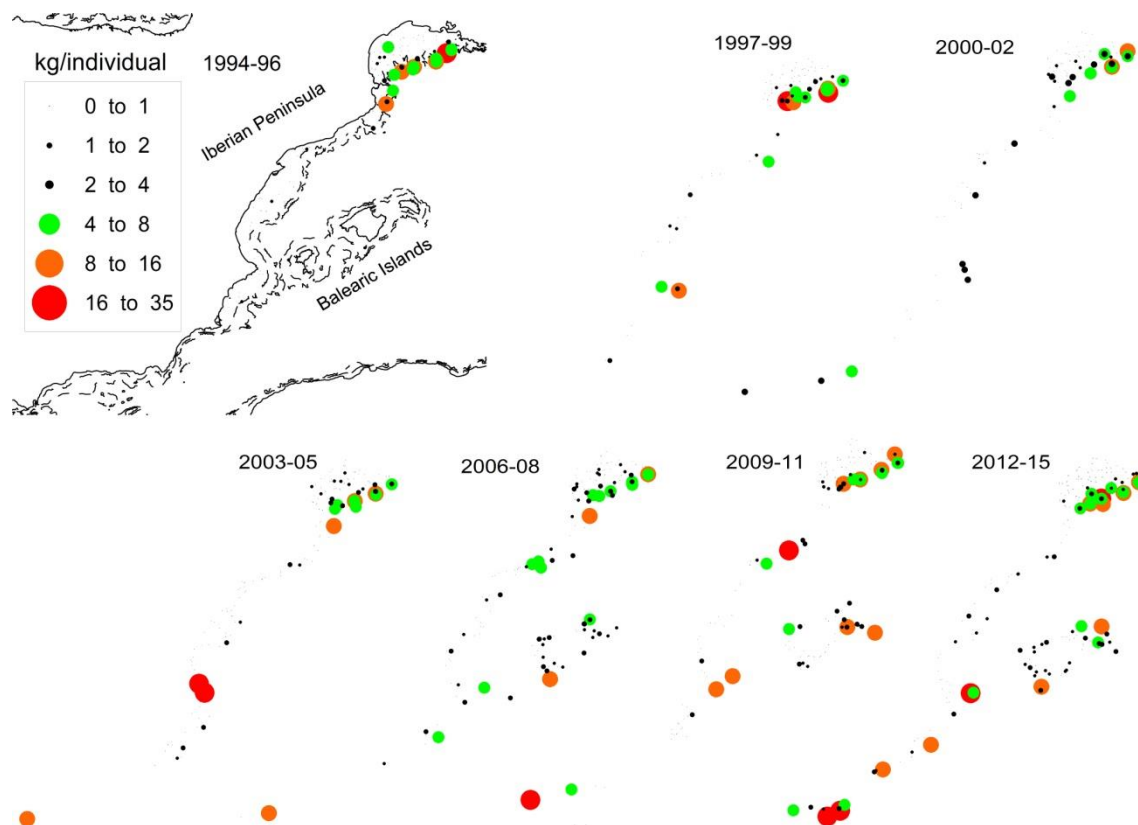 kg/individual
0 to 1
1 to 2
2 to 4
4 to 8
8 to 16
16 to 35
1994-96
Iberian Peninsula
Balearic Islands
1997-99
2000-02
2003-05
2006-08
2009-11
2012-15